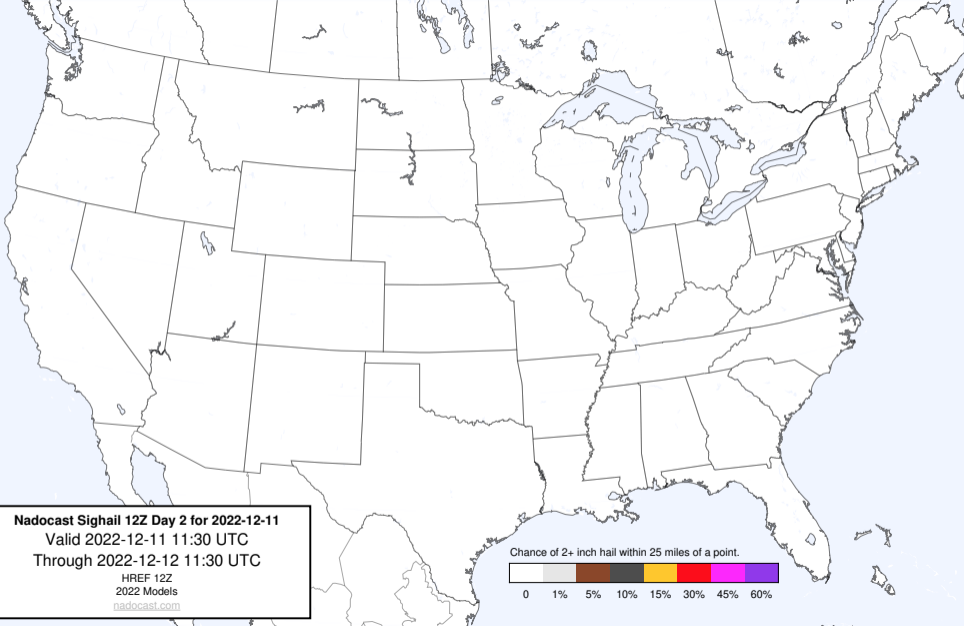 Nadocast Sighail 12Z Day 2 for 2022-12-11
Valid 2022-12-11 11:30 UTC
Through 2022-12-12 11:30 UTC
HREF 12Z
2022 Models
nadocast.com
Chance of 2+ inch hail within 25 miles of a point.
0 1% 5% 10% 15% 30% 45% 60%